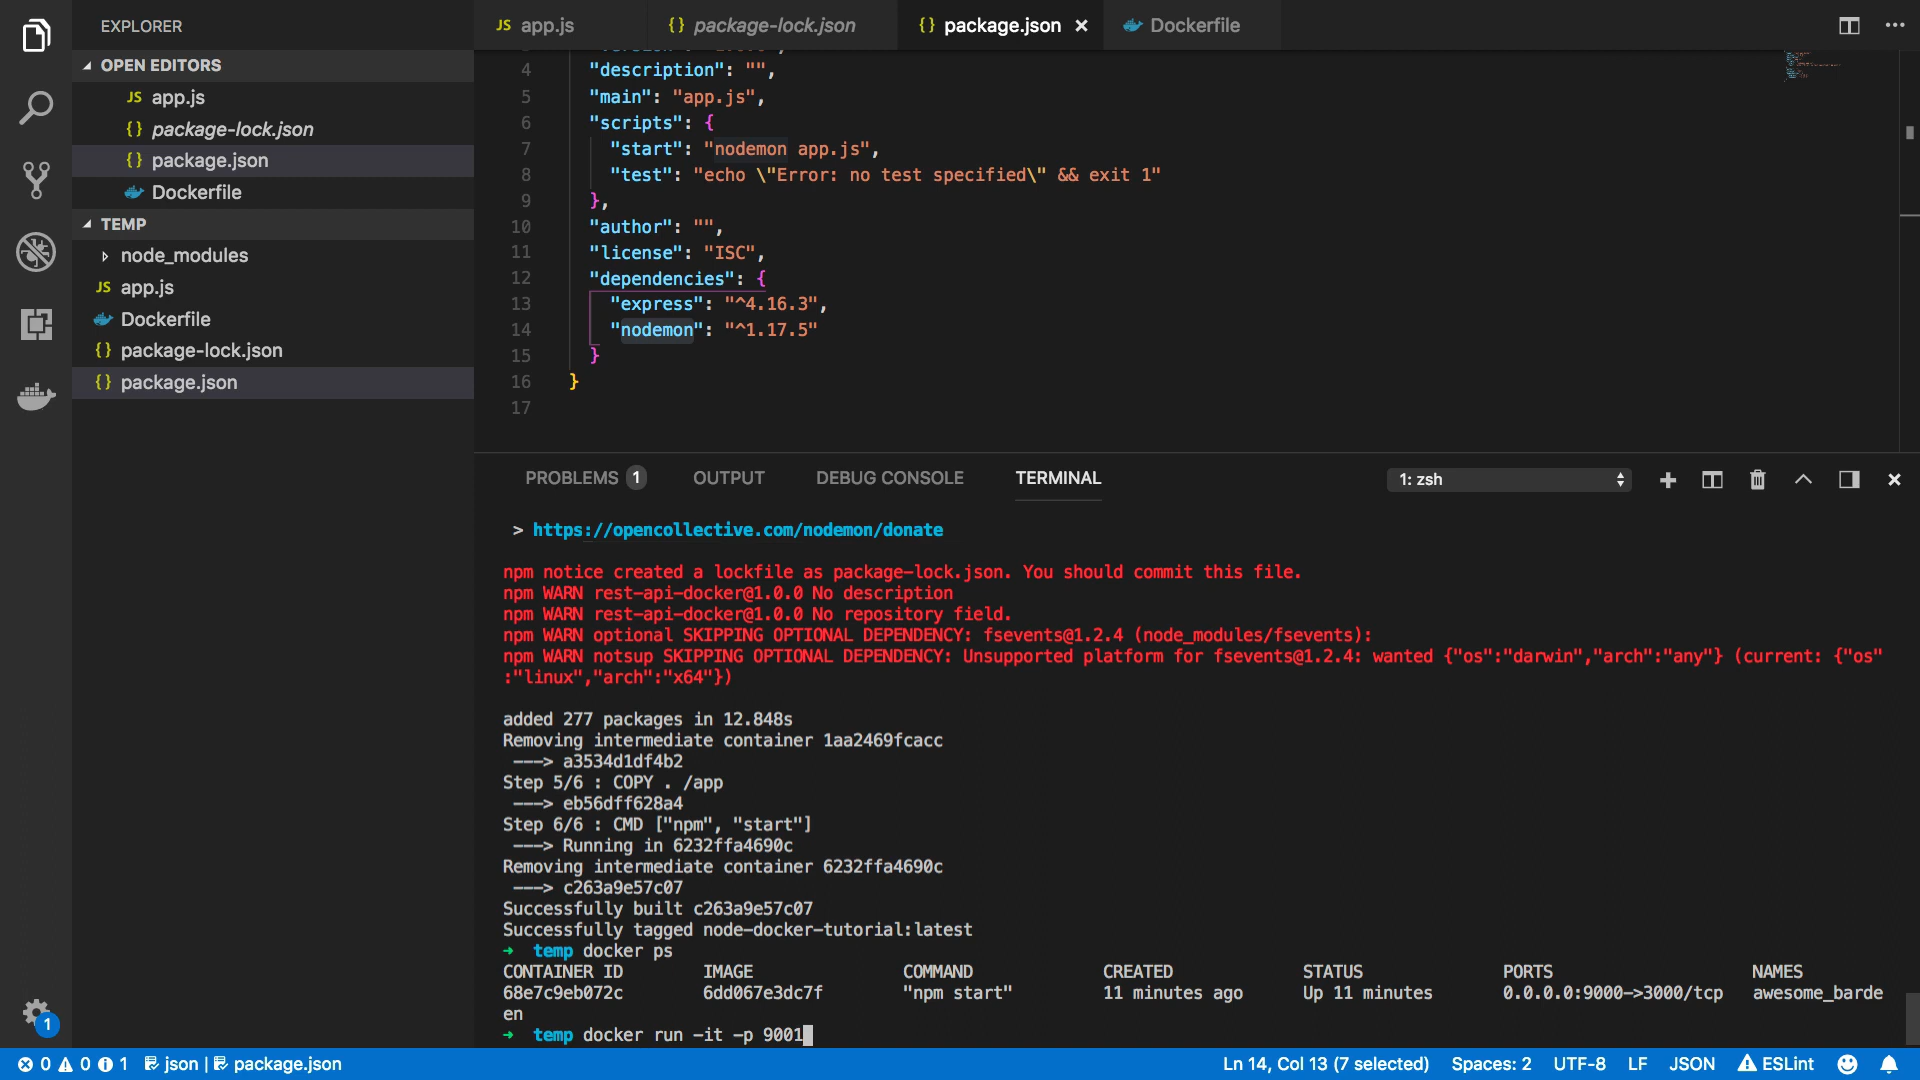 EXPLORER
OPEN EDITORS
JS app.js
{} package-lock.json
{} package.json
Dockerfile
TEMP
node_modules
JS app.js
Dockerfile
{} package-lock.json
{} package.json
1
JS app.js
{} package-lock.json
{} package.json ×
Dockerfile
4 "description": "",
5 "main": "app.js",
6 "scripts": {
7 "start": "nodemon app.js",
8 "test": "echo \"Error: no test specified\" && exit 1"
9 },
10 "author": "",
11 "license": "ISC",
12 "dependencies": {
13 "express": "^4.16.3",
14 "nodemon": "^1.17.5"
15 }
16 }
17
PROBLEMS 1 OUTPUT DEBUG CONSOLE TERMINAL 1: zsh
> https://opencollective.com/nodemon/donate
npm notice created a lockfile as package-lock.json. You should commit this file.
npm WARN rest-api-docker@1.0.0 No description
npm WARN rest-api-docker@1.0.0 No repository field.
npm WARN optional SKIPPING OPTIONAL DEPENDENCY: fsevents@1.2.4 (node_modules/fsevents):
npm WARN notsup SKIPPING OPTIONAL DEPENDENCY: Unsupported platform for fsevents@1.2.4: wanted {"os":"darwin","arch":"any"} (current: {"os"
:"linux","arch":"x64"})
added 277 packages in 12.848s
Removing intermediate container 1aa2469fcacc
---> a3534d1df4b2
Step 5/6 : COPY . /app
---> eb56dff628a4
Step 6/6 : CMD ["npm", "start"]
---> Running in 6232ffa4690c
Removing intermediate container 6232ffa4690c
---> c263a9e57c07
Successfully built c263a9e57c07
Successfully tagged node-docker-tutorial:latest
➜ temp docker ps
CONTAINER ID IMAGE COMMAND CREATED STATUS PORTS NAMES
68e7c9eb072c 6dd067e3dc7f "npm start" 11 minutes ago Up 11 minutes 0.0.0.0:9000->3000/tcp awesome_barde
en
➜ temp docker run -it -p 9001
0 0 1 json | package.json Ln 14, Col 13 (7 selected) Spaces: 2 UTF-8 LF JSON ESLint